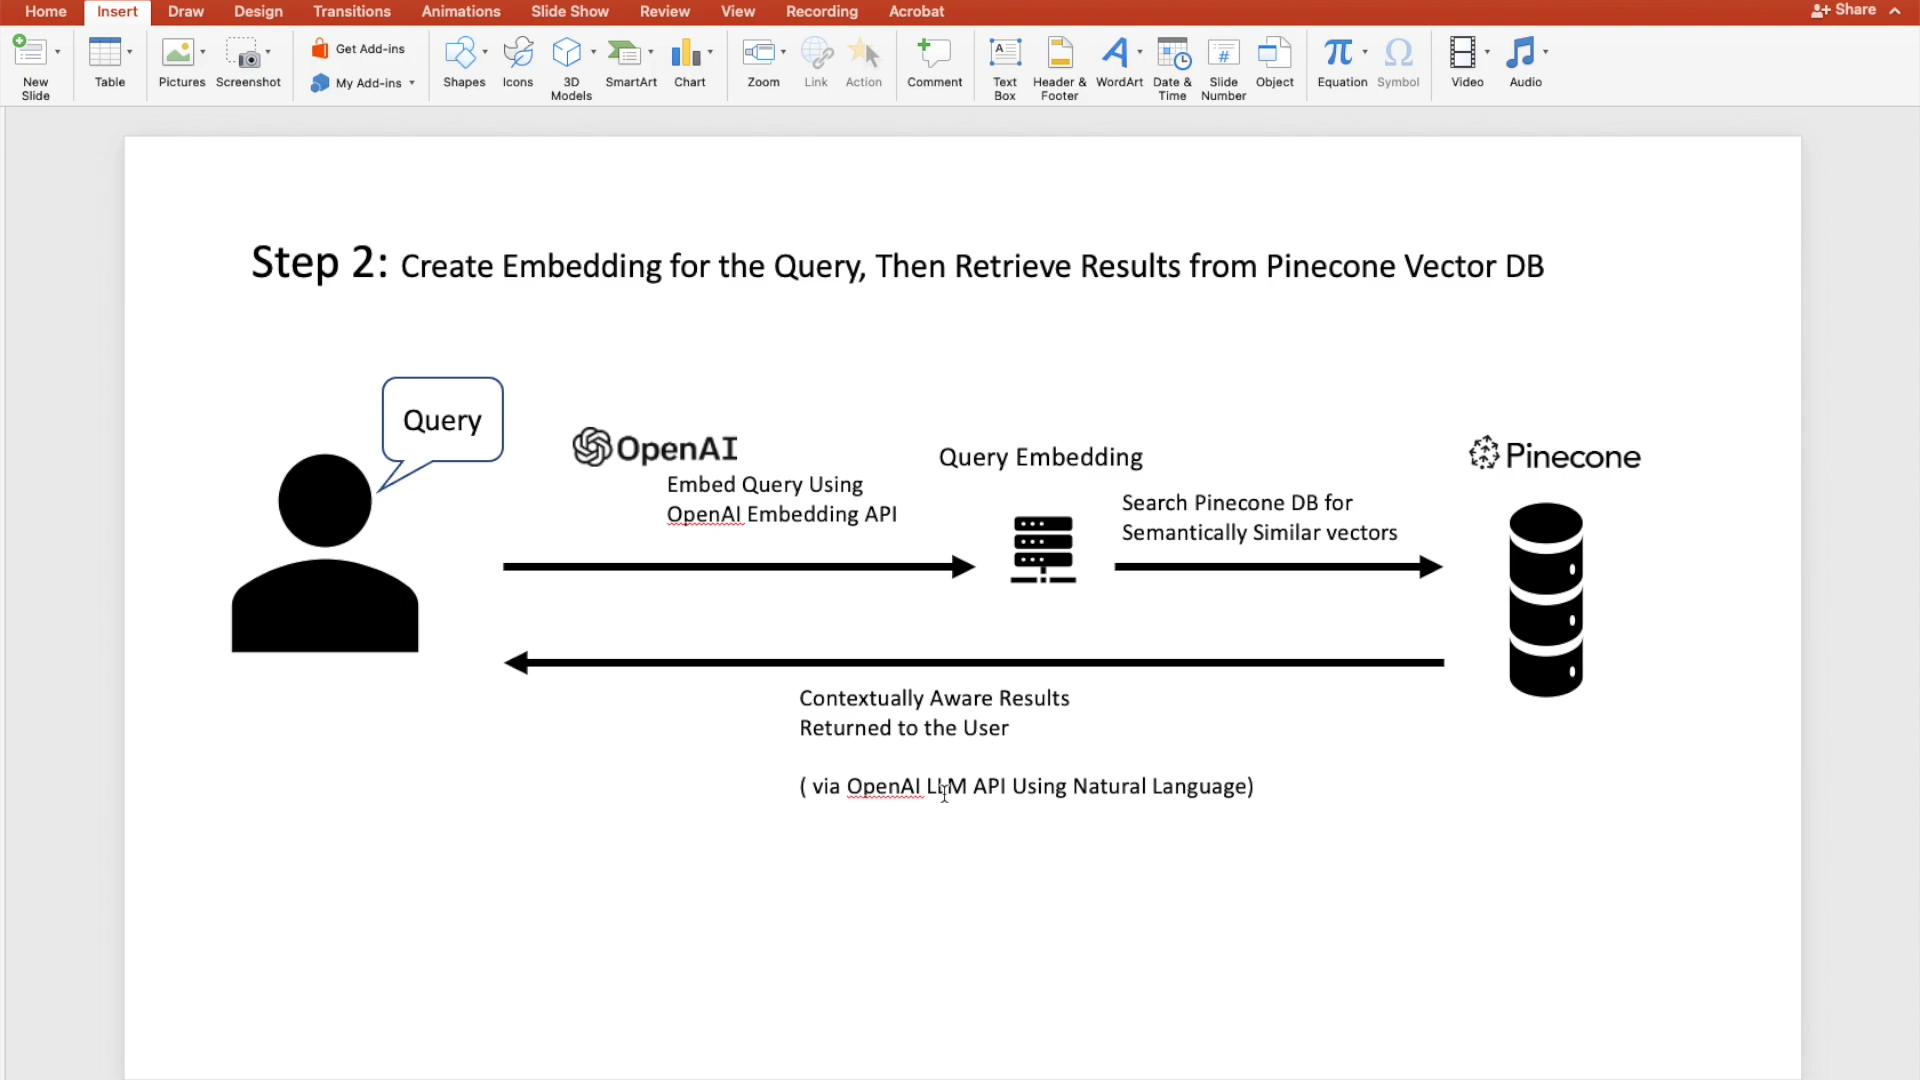 Home Insert Draw Design Transitions Animations Slide Show Review View Recording Acrobat Share
Get Add-ins
My Add-ins
New
Slide
Table
Pictures
Screenshot
Shapes
Icons
3D
Models
SmartArt
Chart
Zoom
Link
Action
Comment
A
Text
Box
Header &
Footer
A
WordArt
Date &
Time
#
Slide
Number
Object
π
Equation
Ω
Symbol
Video
Audio
Step 2: Create Embedding for the Query, Then Retrieve Results from Pinecone Vector DB
Query
OpenAI
Embed Query Using
OpenAI Embedding API
Query Embedding
Search Pinecone DB for
Semantically Similar vectors
Pinecone
Contextually Aware Results
Returned to the User
( via OpenAI LLM API Using Natural Language)